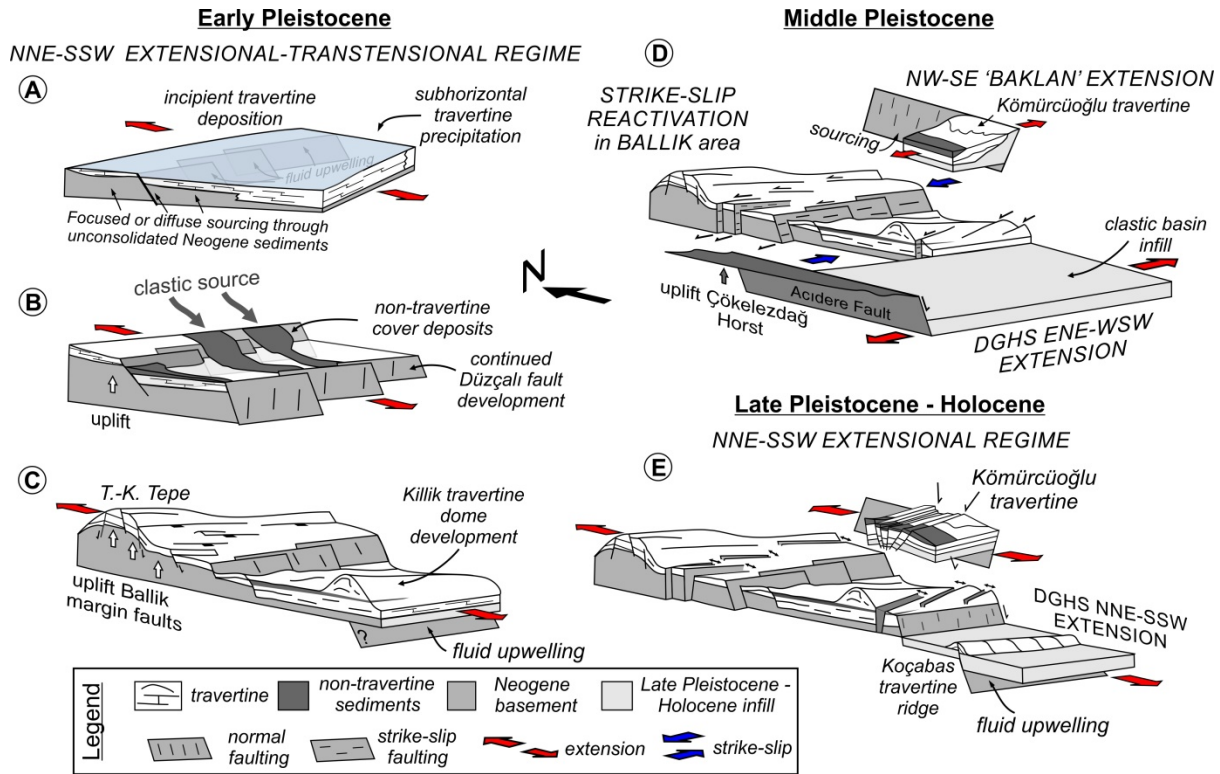 Early Pleistocene
NNE-SSW EXTENSIONAL-TRANSTENSIONAL REGIME
A
incipient travertine
deposition
subhorizontal
travertine
precipitation
fluid upwelling
Focused or diffuse sourcing through
unconsolidated Neogene sediments
B
clastic source
non-travertine
cover deposits
continued
Düzçalı fault
development
uplift
C
T.-K. Tepe
Killik travertine
dome
development
uplift Ballik
margin faults
?
fluid upwelling
N
Middle Pleistocene
D
NW-SE ‘BAKLAN’ EXTENSION
STRIKE-SLIP
REACTIVATION
in BALLIK area
Kömürcüoğlu travertine
sourcing
clastic basin
infill
uplift Çökelezdağ
Horst
Acıdere Fault
DGHS ENE-WSW
EXTENSION
Late Pleistocene - Holocene
NNE-SSW EXTENSIONAL REGIME
E
Kömürcüoğlu
travertine
DGHS NNE-SSW
EXTENSION
Koçabas
travertine
ridge
fluid upwelling
Legend
travertine
non-travertine
sediments
Neogene
basement
Late Pleistocene -
Holocene infill
normal
faulting
strike-slip
faulting
extension
strike-slip